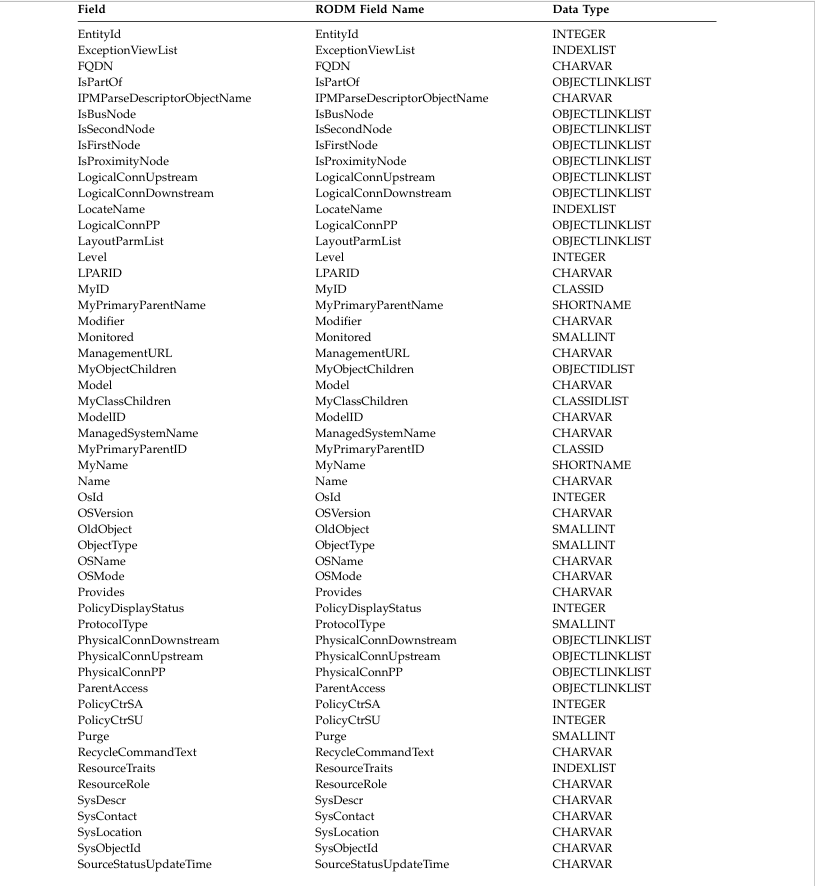 Field RODM Field Name Data Type
EntityId EntityId INTEGER
ExceptionViewList ExceptionViewList INDEXLIST
FQDN FQDN CHARVAR
IsPartOf IsPartOf OBJECTLINKLIST
IPMParseDescriptorObjectName IPMParseDescriptorObjectName CHARVAR
IsBusNode IsBusNode OBJECTLINKLIST
IsSecondNode IsSecondNode OBJECTLINKLIST
IsFirstNode IsFirstNode OBJECTLINKLIST
IsProximityNode IsProximityNode OBJECTLINKLIST
LogicalConnUpstream LogicalConnUpstream OBJECTLINKLIST
LogicalConnDownstream LogicalConnDownstream OBJECTLINKLIST
LocateName LocateName INDEXLIST
LogicalConnPP LogicalConnPP OBJECTLINKLIST
LayoutParmList LayoutParmList OBJECTLINKLIST
Level Level INTEGER
LPARID LPARID CHARVAR
MyID MyID CLASSID
MyPrimaryParentName MyPrimaryParentName SHORTNAME
Modifier Modifier CHARVAR
Monitored Monitored SMALLINT
ManagementURL ManagementURL CHARVAR
MyObjectChildren MyObjectChildren OBJECTIDLIST
Model Model CHARVAR
MyClassChildren MyClassChildren CLASSIDLIST
ModelID ModelID CHARVAR
ManagedSystemName ManagedSystemName CHARVAR
MyPrimaryParentID MyPrimaryParentID CLASSID
MyName MyName SHORTNAME
Name Name CHARVAR
OsId OsId INTEGER
OSVersion OSVersion CHARVAR
OldObject OldObject SMALLINT
ObjectType ObjectType SMALLINT
OSName OSName CHARVAR
OSMode OSMode CHARVAR
Provides Provides CHARVAR
PolicyDisplayStatus PolicyDisplayStatus INTEGER
ProtocolType ProtocolType SMALLINT
PhysicalConnDownstream PhysicalConnDownstream OBJECTLINKLIST
PhysicalConnUpstream PhysicalConnUpstream OBJECTLINKLIST
PhysicalConnPP PhysicalConnPP OBJECTLINKLIST
ParentAccess ParentAccess OBJECTLINKLIST
PolicyCtrSA PolicyCtrSA INTEGER
PolicyCtrSU PolicyCtrSU INTEGER
Purge Purge SMALLINT
RecycleCommandText RecycleCommandText CHARVAR
ResourceTraits ResourceTraits INDEXLIST
ResourceRole ResourceRole CHARVAR
SysDescr SysDescr CHARVAR
SysContact SysContact CHARVAR
SysLocation SysLocation CHARVAR
SysObjectId SysObjectId CHARVAR
SourceStatusUpdateTime SourceStatusUpdateTime CHARVAR